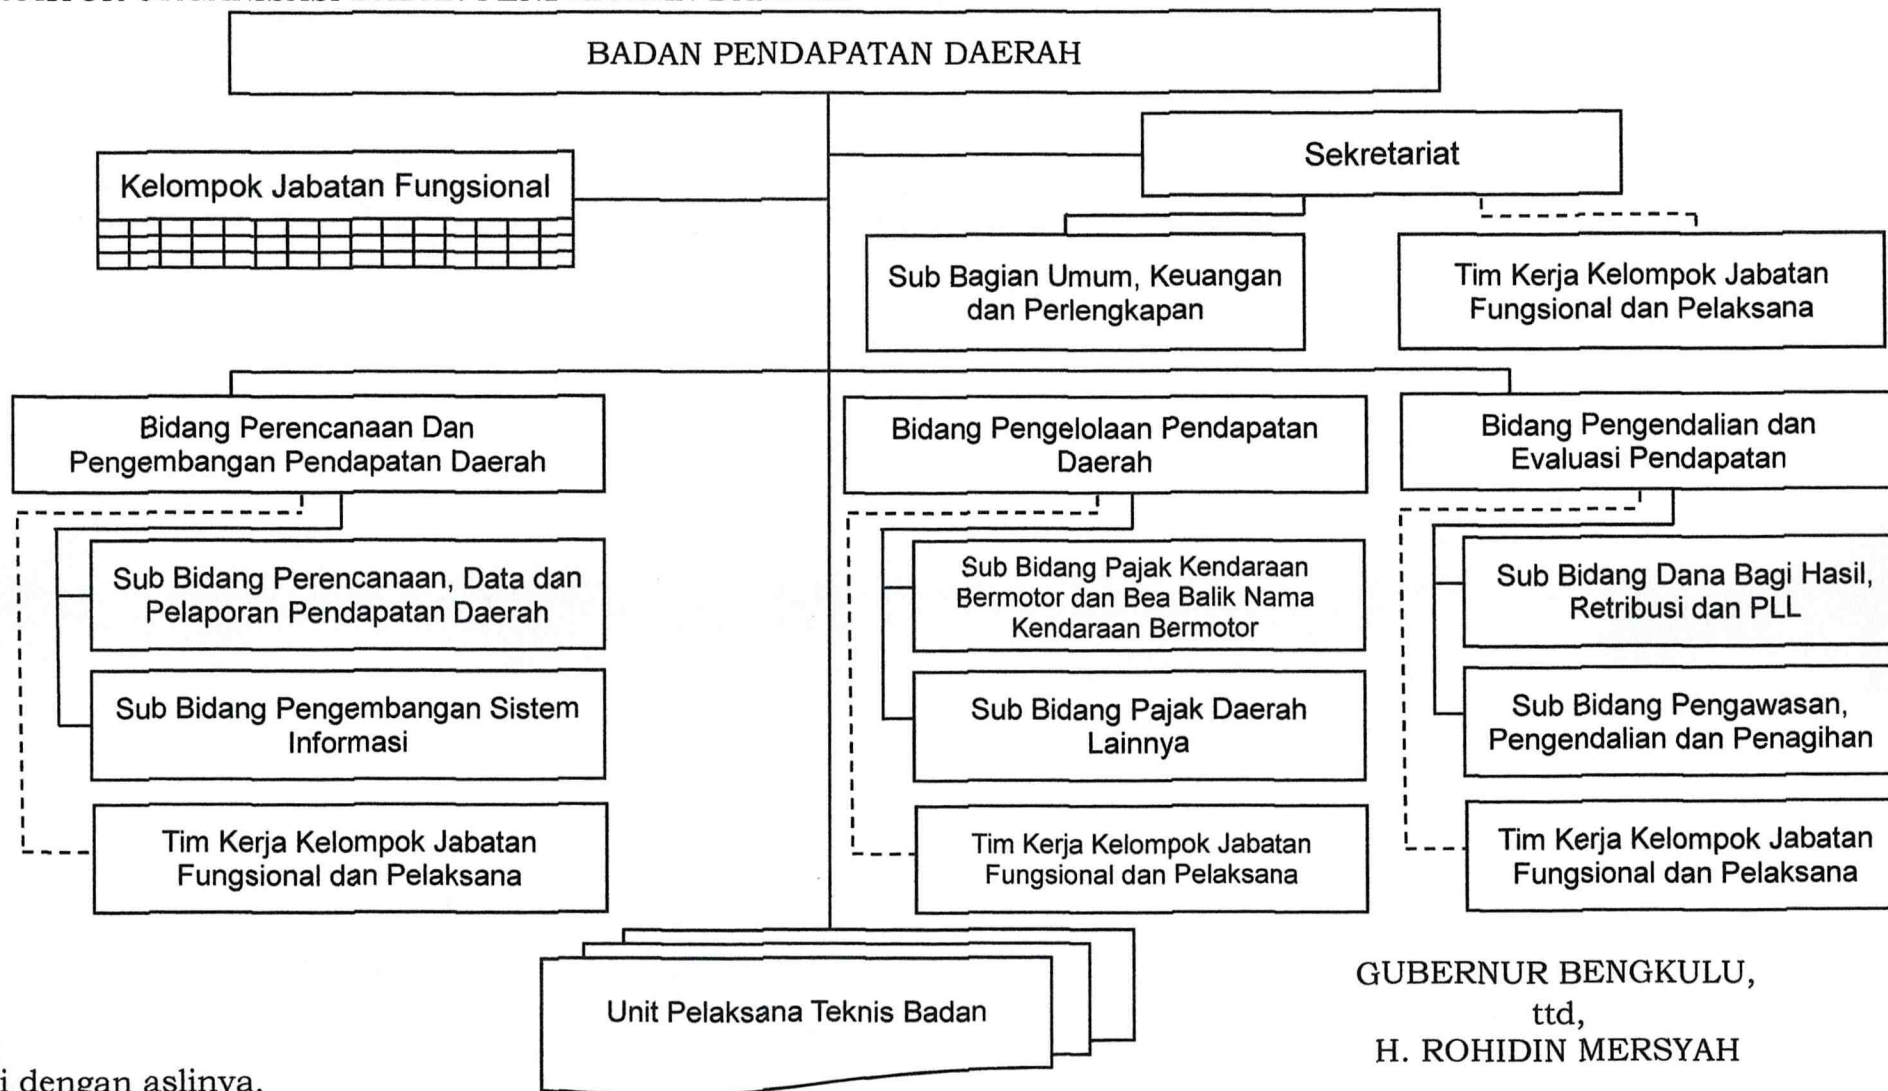 BADAN PENDAPATAN DAERAH
Sekretariat
Kelompok Jabatan Fungsional
Sub Bagian Umum, Keuangan
dan Perlengkapan
Tim Kerja Kelompok Jabatan
Fungsional dan Pelaksana
Bidang Perencanaan Dan
Pengembangan Pendapatan Daerah
Bidang Pengelolaan Pendapatan
Daerah
Bidang Pengendalian dan
Evaluasi Pendapatan
Sub Bidang Perencanaan, Data dan
Pelaporan Pendapatan Daerah
Sub Bidang Pengembangan Sistem
Informasi
Tim Kerja Kelompok Jabatan
Fungsional dan Pelaksana
Sub Bidang Pajak Kendaraan
Bermotor dan Bea Balik Nama
Kendaraan Bermotor
Sub Bidang Pajak Daerah
Lainnya
Tim Kerja Kelompok Jabatan
Fungsional dan Pelaksana
Sub Bidang Dana Bagi Hasil,
Retribusi dan PLL
Sub Bidang Pengawasan,
Pengendalian dan Penagihan
Tim Kerja Kelompok Jabatan
Fungsional dan Pelaksana
Unit Pelaksana Teknis Badan
GUBERNUR BENGKULU,
ttd,
H. ROHIDIN MERSYAH
i dengan aslinya.